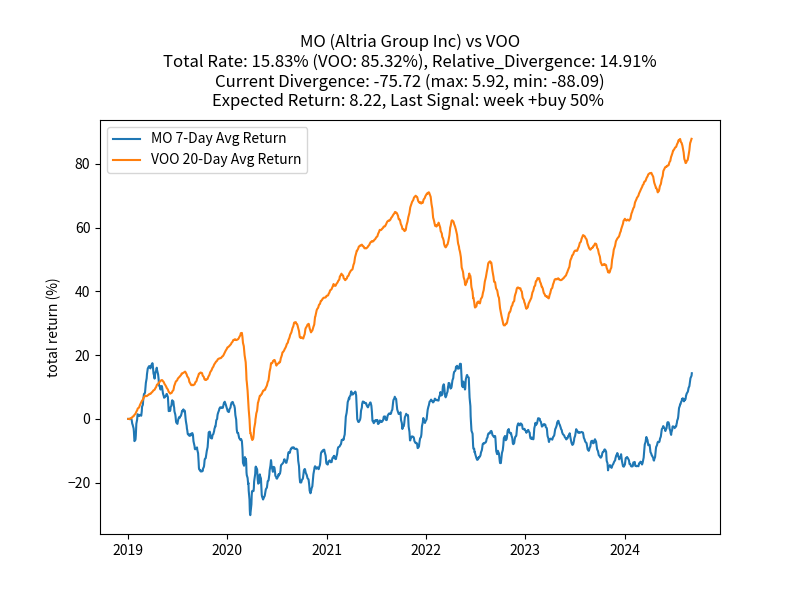 MO (Altria Group Inc) vs VOO
Total Rate: 15.83% (VOO: 85.32%), Relative_Divergence: 14.91%
Current Divergence: -75.72 (max: 5.92, min: -88.09)
Expected Return: 8.22, Last Signal: week +buy 50%
MO 7-Day Avg Return
VOO 20-Day Avg Return
total return (%)
80
60
40
20
0
−20
2019
2020
2021
2022
2023
2024